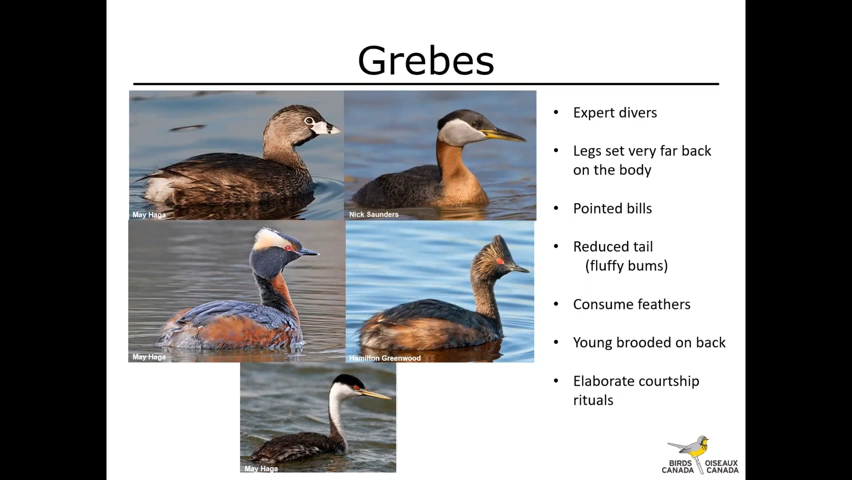 Grebes
May Haga
Nick Saunders
May Haga
Hamilton Greenwood
May Haga
• Expert divers
• Legs set very far back
on the body
• Pointed bills
• Reduced tail
(fluffy bums)
• Consume feathers
• Young brooded on back
• Elaborate courtship
rituals
BIRDS CANADA
OISEAUX CANADA